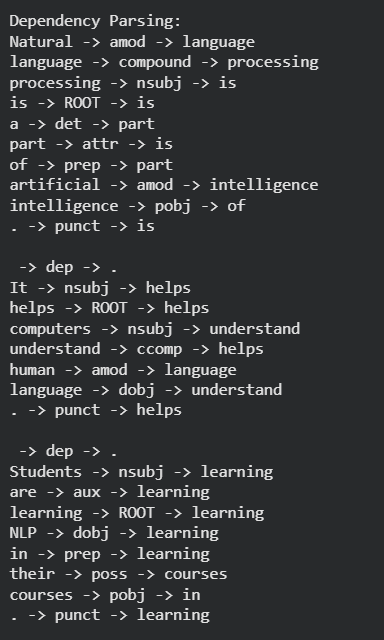 Dependency Parsing:
Natural -> amod -> language
language -> compound -> processing
processing -> nsubj -> is
is -> ROOT -> is
a -> det -> part
part -> attr -> is
of -> prep -> part
artificial -> amod -> intelligence
intelligence -> pobj -> of
. -> punct -> is

 -> dep -> .
It -> nsubj -> helps
helps -> ROOT -> helps
computers -> nsubj -> understand
understand -> ccomp -> helps
human -> amod -> language
language -> dobj -> understand
. -> punct -> helps

 -> dep -> .
Students -> nsubj -> learning
are -> aux -> learning
learning -> ROOT -> learning
NLP -> dobj -> learning
in -> prep -> learning
their -> poss -> courses
courses -> pobj -> in
. -> punct -> learning